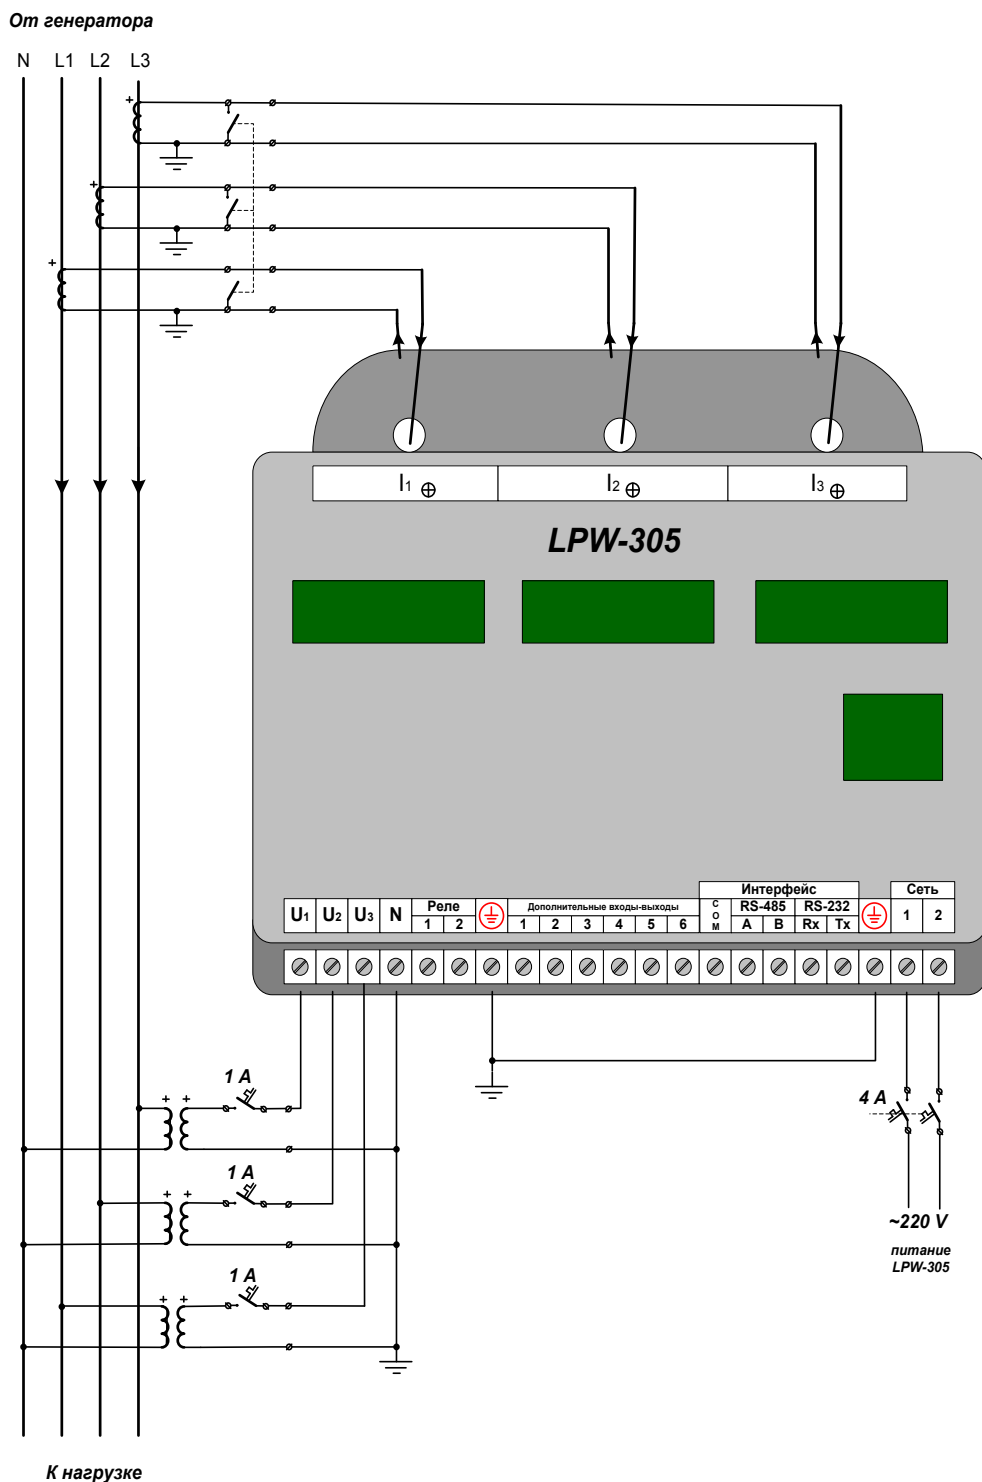 От генератора
N L1 L2 L3
+
+
+
I1 I2 I3
LPW-305
Интерфейс Сеть
U1 U2 U3 N Реле Дополнительные входы-выходы СОМ RS-485 RS-232 1 2
1 2 1 2 3 4 5 6 A B Rx Tx
1 A
+ +
4 A
1 A
+ +
~220 V
питание
LPW-305
1 A
+ +
К нагрузке